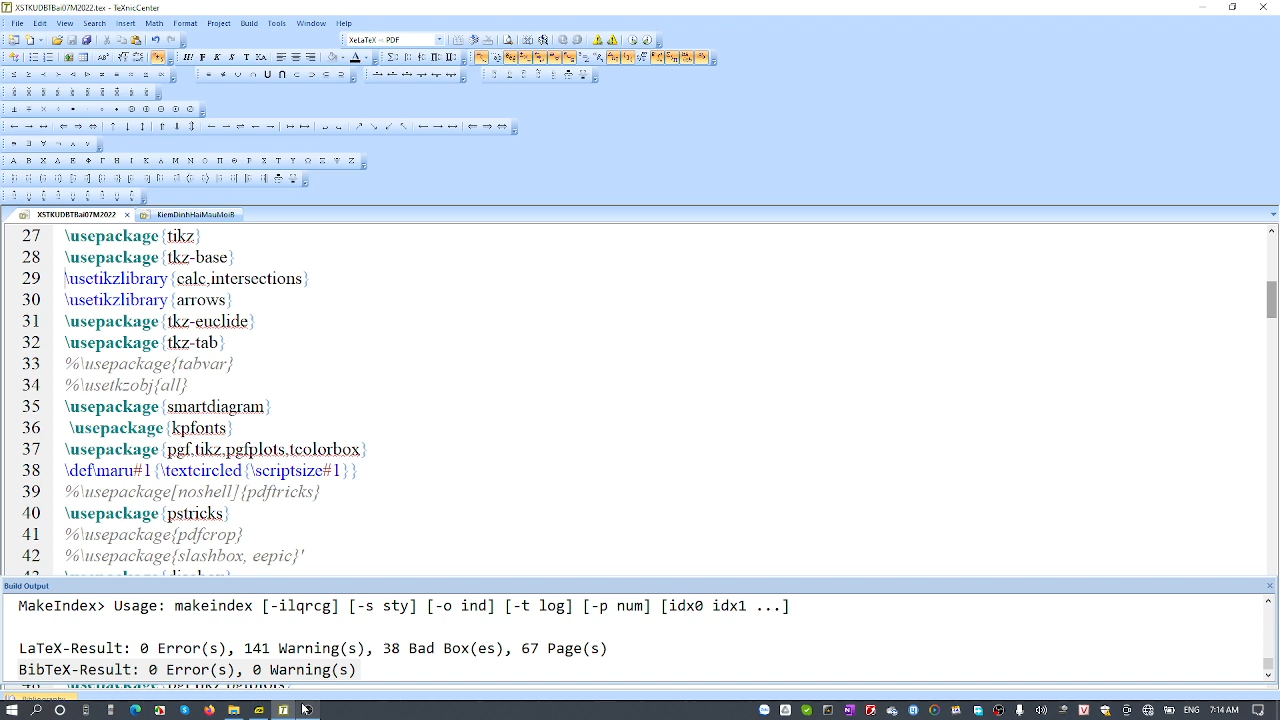 XSTKUDBTBai07M2022.tex - TeXnicCenter
File Edit View Search Insert Math Format Project Build Tools Window Help
XeLaTeX ⇨ PDF
XSTKUDBTBai07M2022 KiemDinhHaiMauMoiB
27 \usepackage{tikz}
28 \usepackage{tkz-base}
29 \usetikzlibrary{calc,intersections}
30 \usetikzlibrary{arrows}
31 \usepackage{tkz-euclide}
32 \usepackage{tkz-tab}
33 %\usepackage{tabvar}
34 %\usetkzobj{all}
35 \usepackage{smartdiagram}
36 \usepackage{kpfonts}
37 \usepackage{pgf,tikz,pgfplots,tcolorbox}
38 \def\maru#1{\textcircled{\scriptsize#1}}
39 %\usepackage[noshell]{pdftricks}
40 \usepackage{pstricks}
41 %\usepackage{pdfcrop}
42 %\usepackage{slashbox, eepic}'
Build Output
MakeIndex> Usage: makeindex [-ilqrcg] [-s sty] [-o ind] [-t log] [-p num] [idx0 idx1 ...]
LaTeX-Result: 0 Error(s), 141 Warning(s), 38 Bad Box(es), 67 Page(s)
BibTeX-Result: 0 Error(s), 0 Warning(s)
ENG 7:14 AM